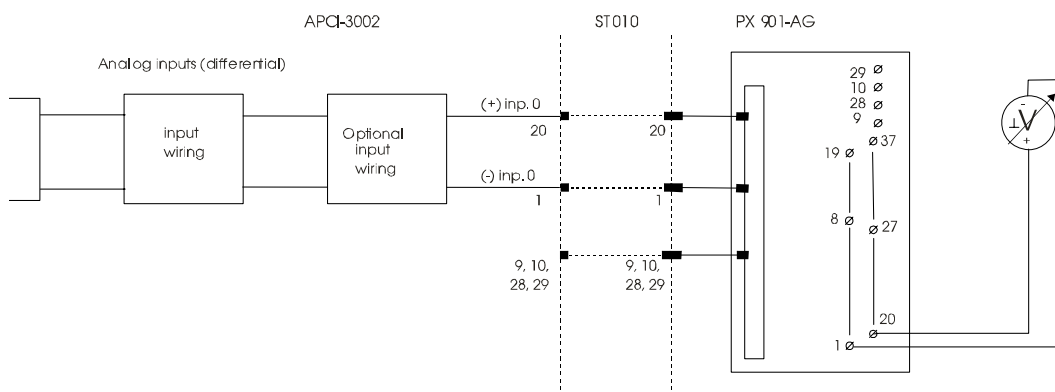 APCI-3002
ST010
PX 901-AG
Analog inputs (differential)
input
wiring
Optional
input
wiring
(+) inp. 0
20
20
(-) inp. 0
1
1
9, 10,
28, 29
9, 10,
28, 29
29
10
28
9
37
19
8
27
20
1
-
V
+